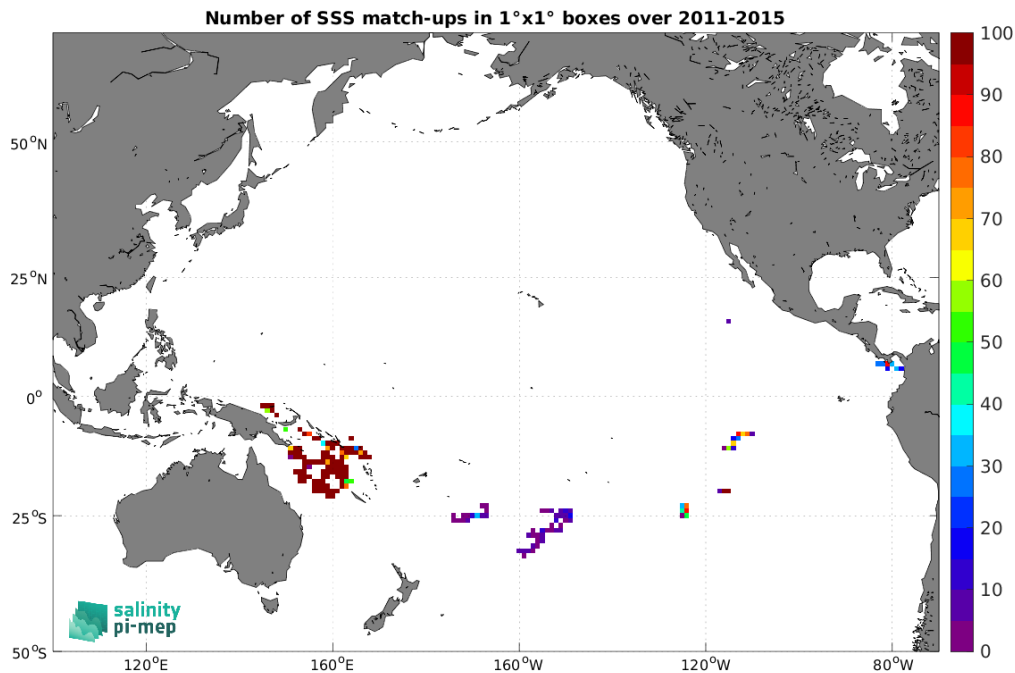 Number of SSS match-ups in 1°x1° boxes over 2011-2015
50°N
25°N
0°
25°S
50°S
120°E
160°E
160°W
120°W
80°W
100
90
80
70
60
50
40
30
20
10
0
salinity
pi-mep